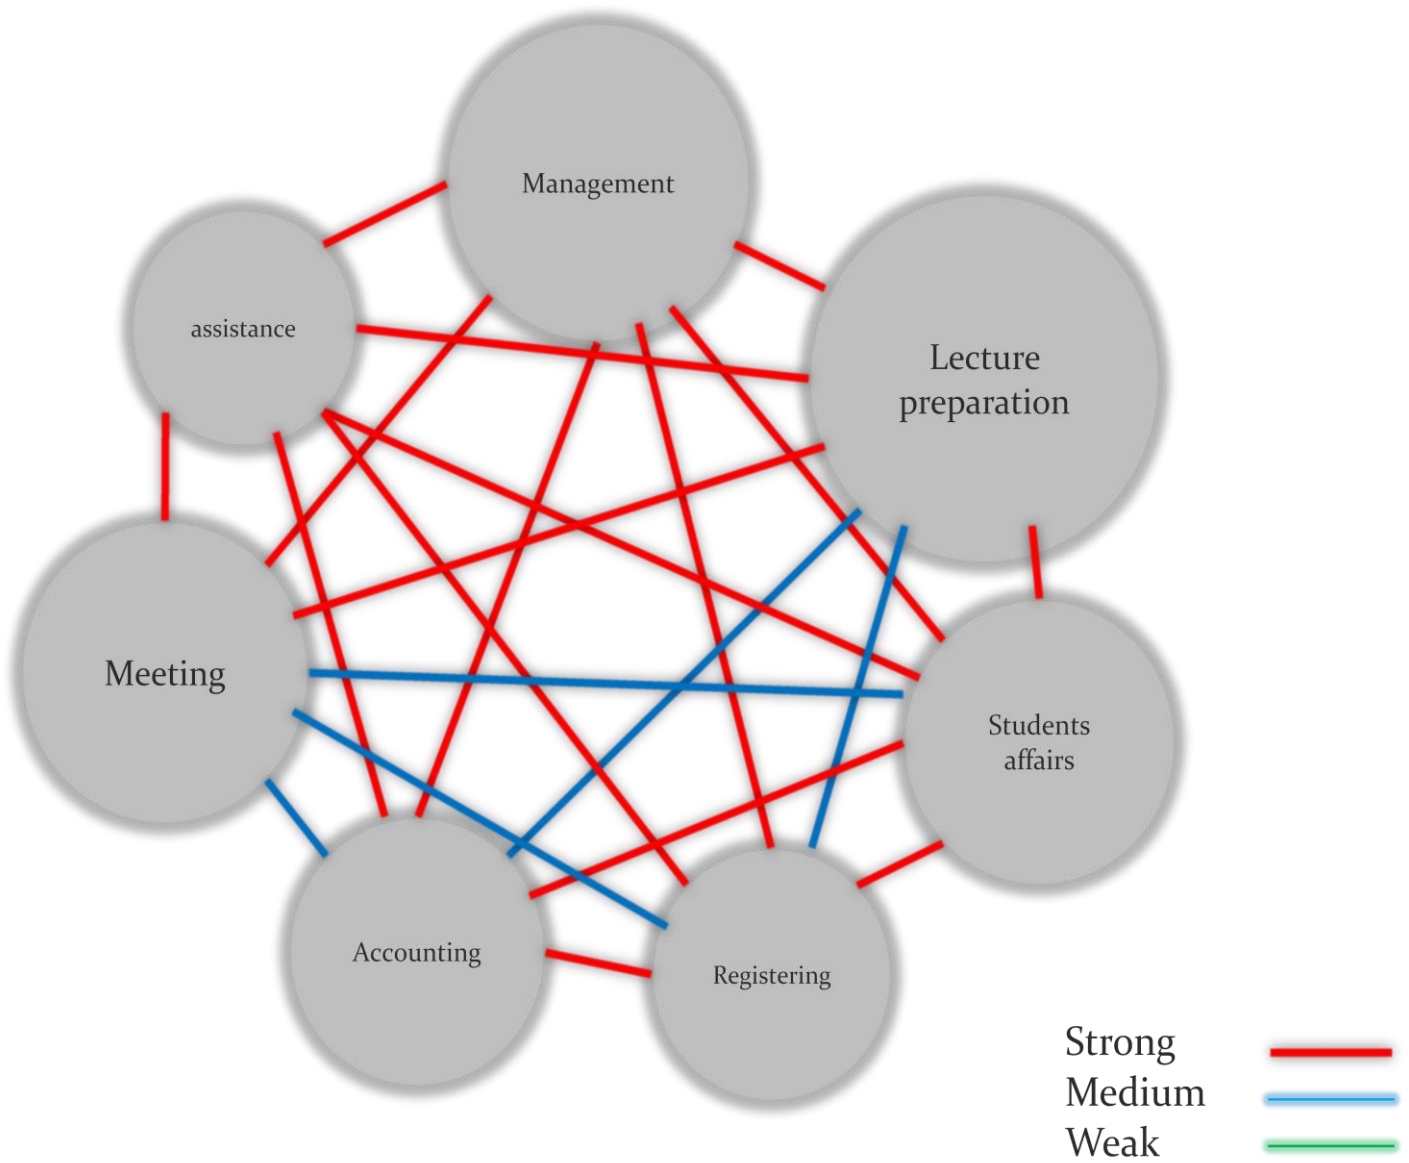 Management
assistance
Lecture
preparation
Meeting
Students
affairs
Accounting
Registering
Strong
Medium
Weak